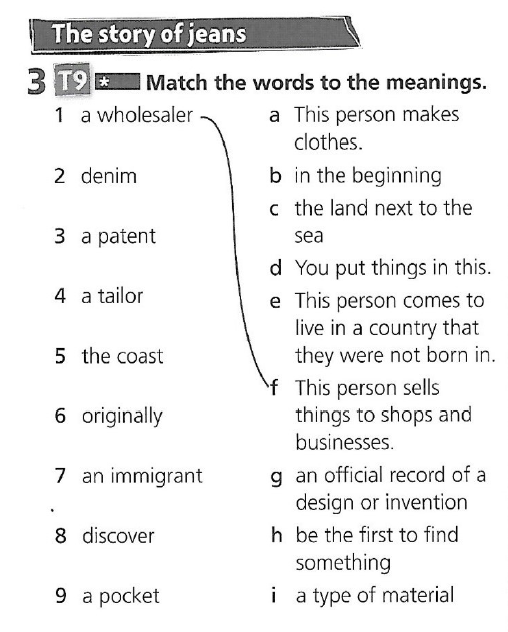 The story of jeans
3 T9 * Match the words to the meanings.
1 a wholesaler
2 denim
3 a patent
4 a tailor
5 the coast
6 originally
7 an immigrant
8 discover
9 a pocket
a This person makes
clothes.
b in the beginning
c the land next to the
sea
d You put things in this.
e This person comes to
live in a country that
they were not born in.
f This person sells
things to shops and
businesses.
g an official record of a
design or invention
h be the first to find
something
i a type of material